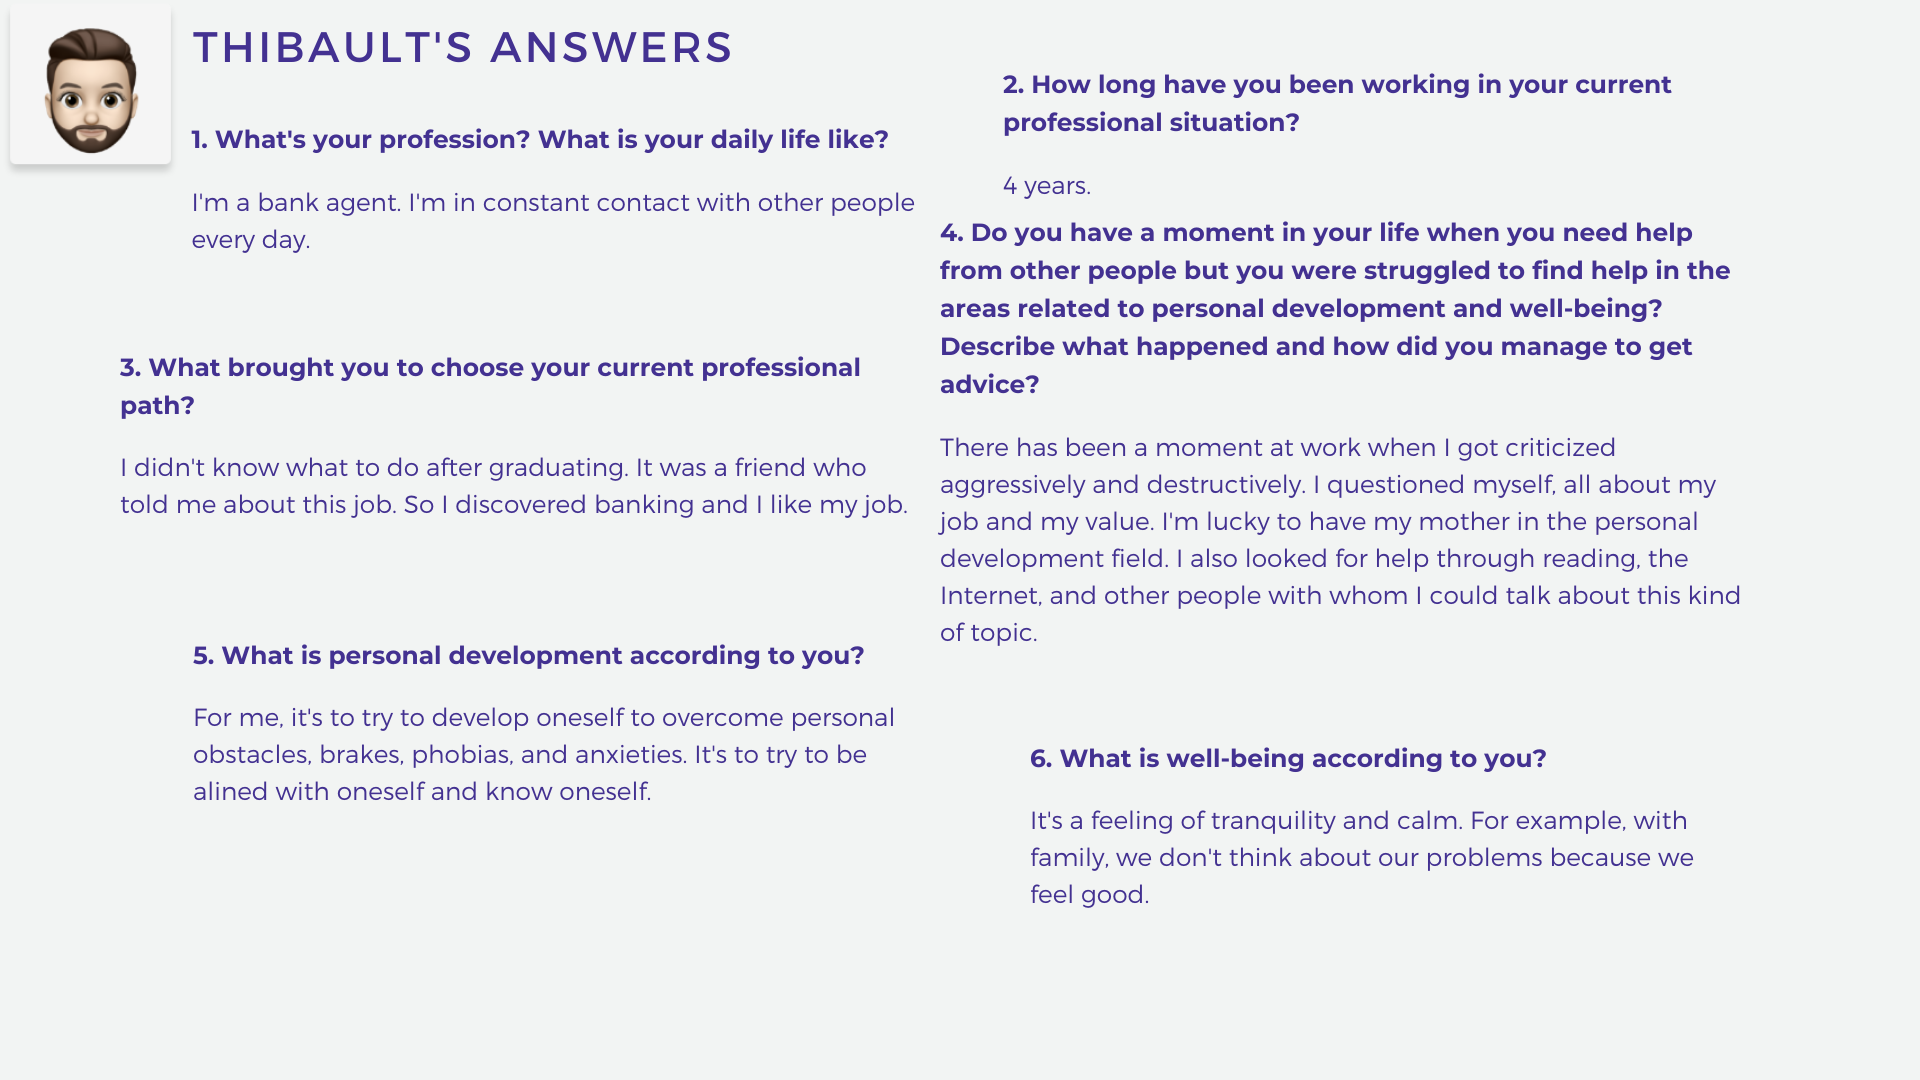 THIBAULT'S ANSWERS
1. What's your profession? What is your daily life like?
I'm a bank agent. I'm in constant contact with other people
every day.
2. How long have you been working in your current
professional situation?
4 years.
3. What brought you to choose your current professional
path?
I didn't know what to do after graduating. It was a friend who
told me about this job. So I discovered banking and I like my job.
4. Do you have a moment in your life when you need help
from other people but you were struggled to find help in the
areas related to personal development and well-being?
Describe what happened and how did you manage to get
advice?
There has been a moment at work when I got criticized
aggressively and destructively. I questioned myself, all about my
job and my value. I'm lucky to have my mother in the personal
development field. I also looked for help through reading, the
Internet, and other people with whom I could talk about this kind
of topic.
5. What is personal development according to you?
For me, it's to try to develop oneself to overcome personal
obstacles, brakes, phobias, and anxieties. It's to try to be
alined with oneself and know oneself.
6. What is well-being according to you?
It's a feeling of tranquility and calm. For example, with
family, we don't think about our problems because we
feel good.